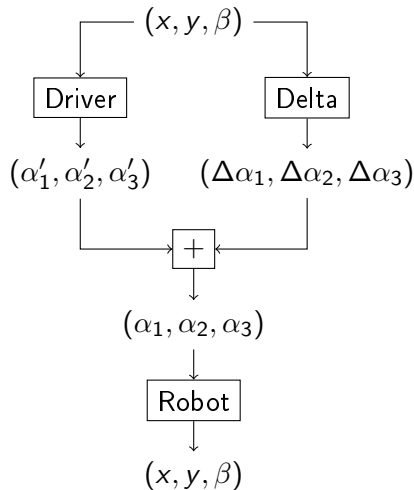 (x, y, β)
Driver Delta
(α′₁, α′₂, α′₃) (Δα₁, Δα₂, Δα₃)
+
(α₁, α₂, α₃)
Robot
(x, y, β)